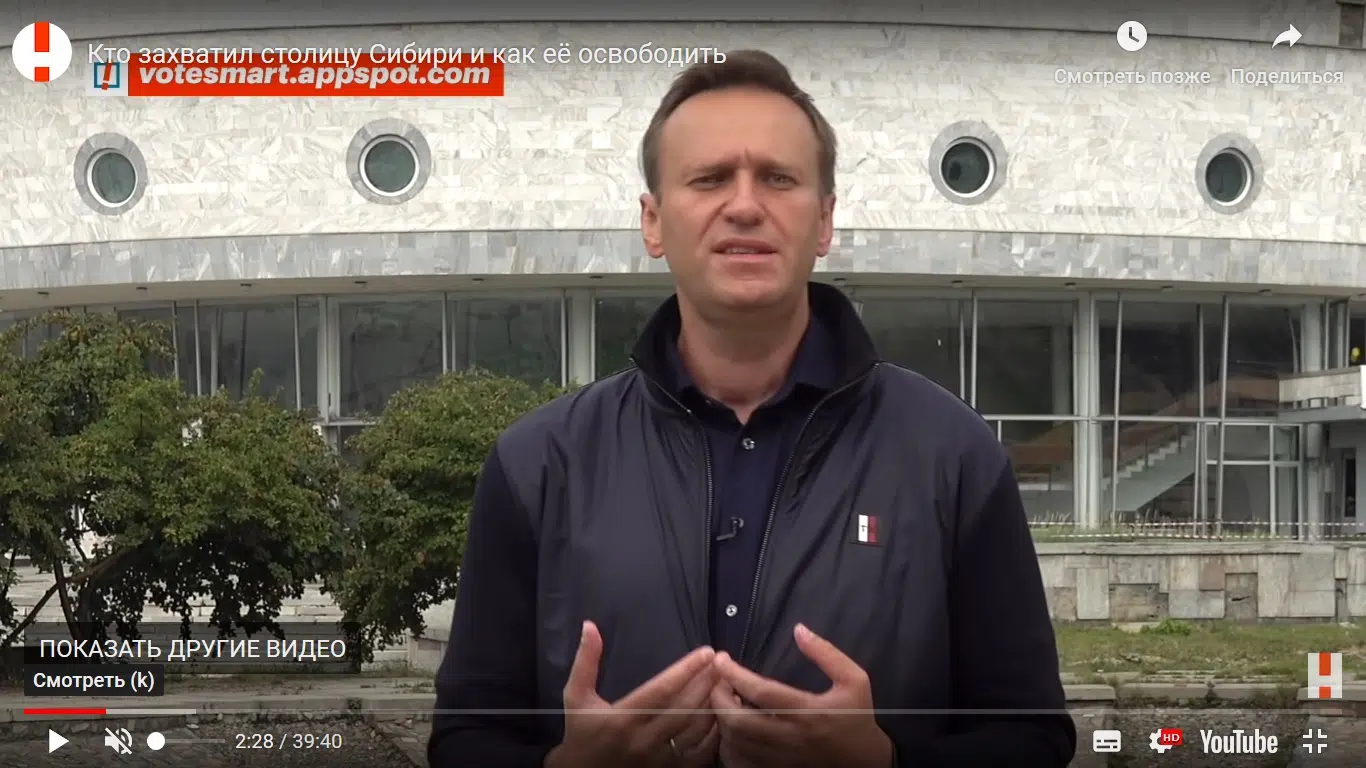 Кто захватил столицу Сибири и как её освободить
votesmart.appspot.com
Смотреть позже
Поделиться
T
ПОКАЗАТЬ ДРУГИЕ ВИДЕО
Смотреть (k)
2:28 / 39:40
HD
YouTube